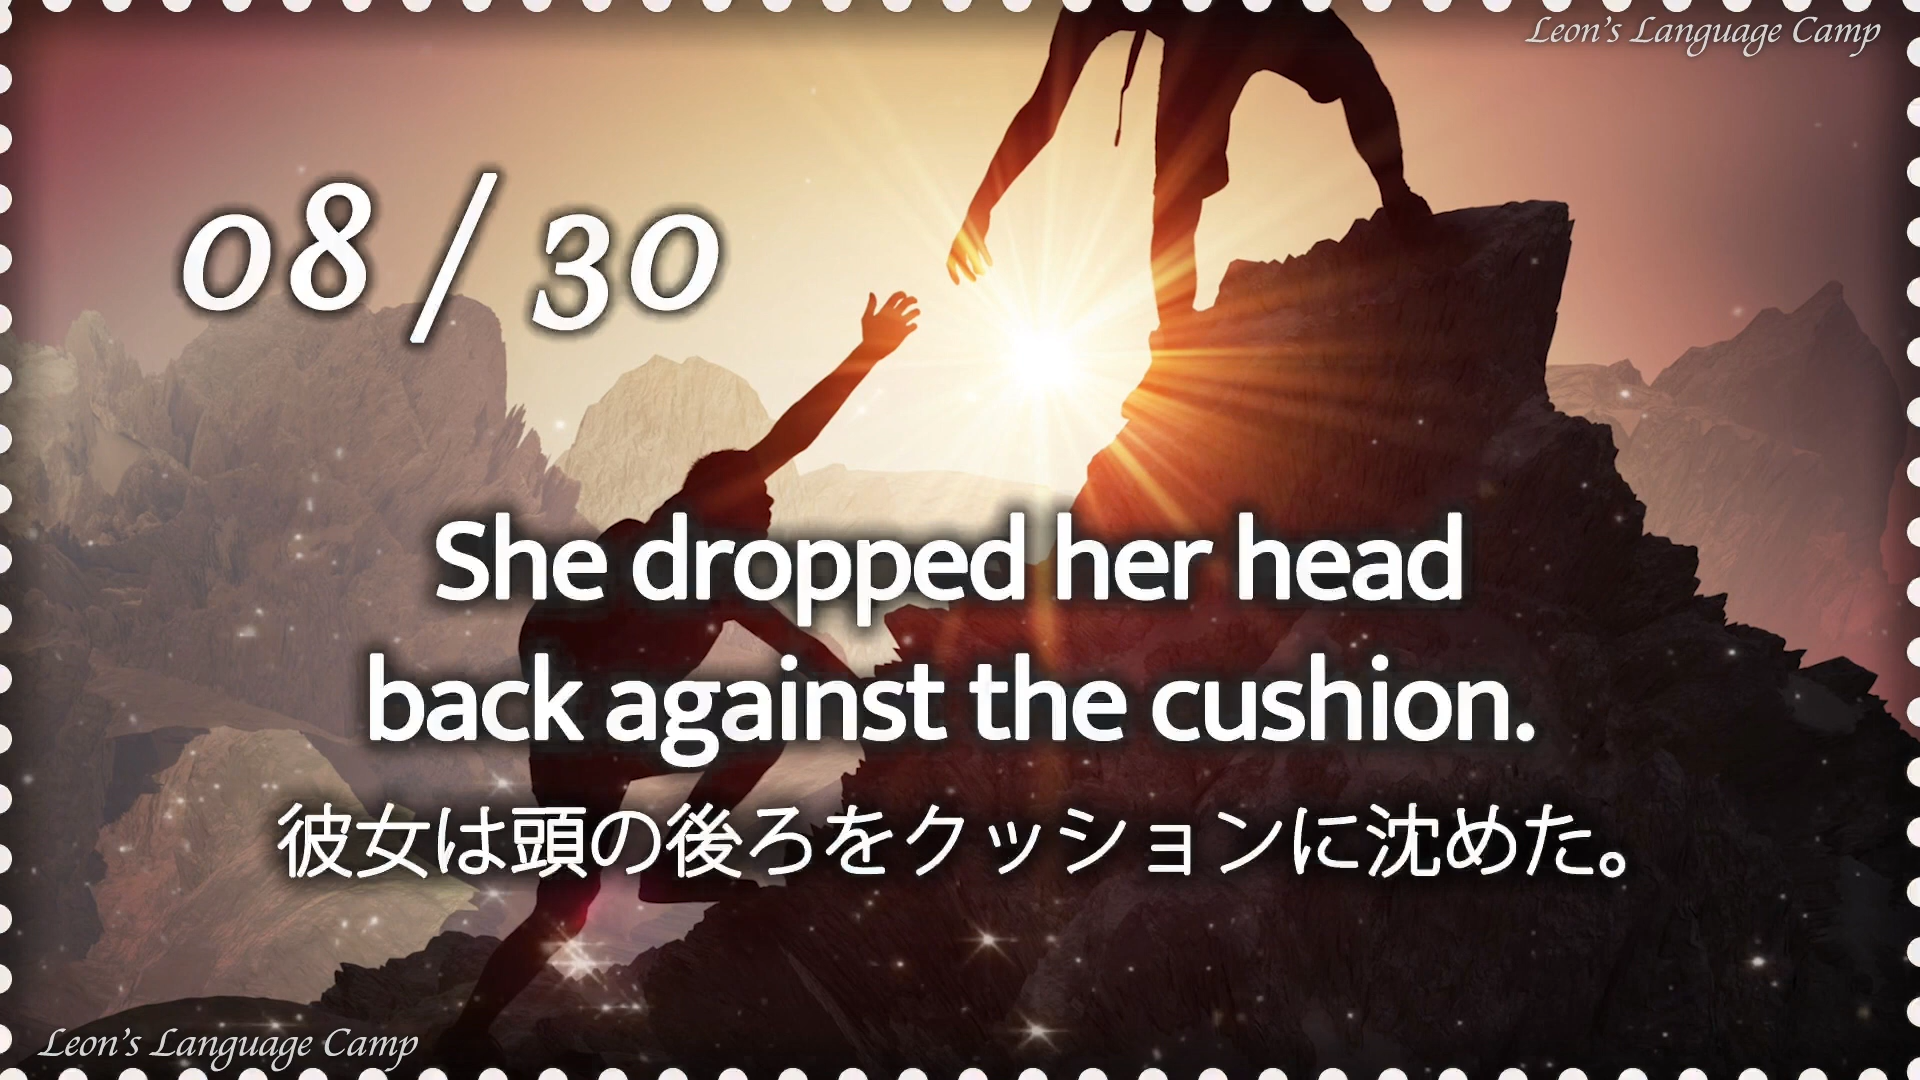 Leon's Language Camp
08 / 30
She dropped her head
back against the cushion.
彼女は頭の後ろをクッションに沈めた。
Leon's Language Camp